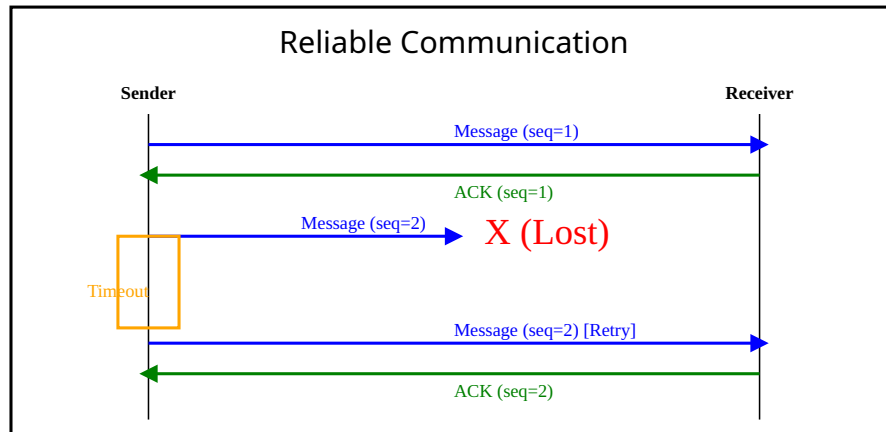 Reliable Communication
Sender
Receiver
Message (seq=1)
ACK (seq=1)
Message (seq=2)
X (Lost)
Timeout
Message (seq=2) [Retry]
ACK (seq=2)